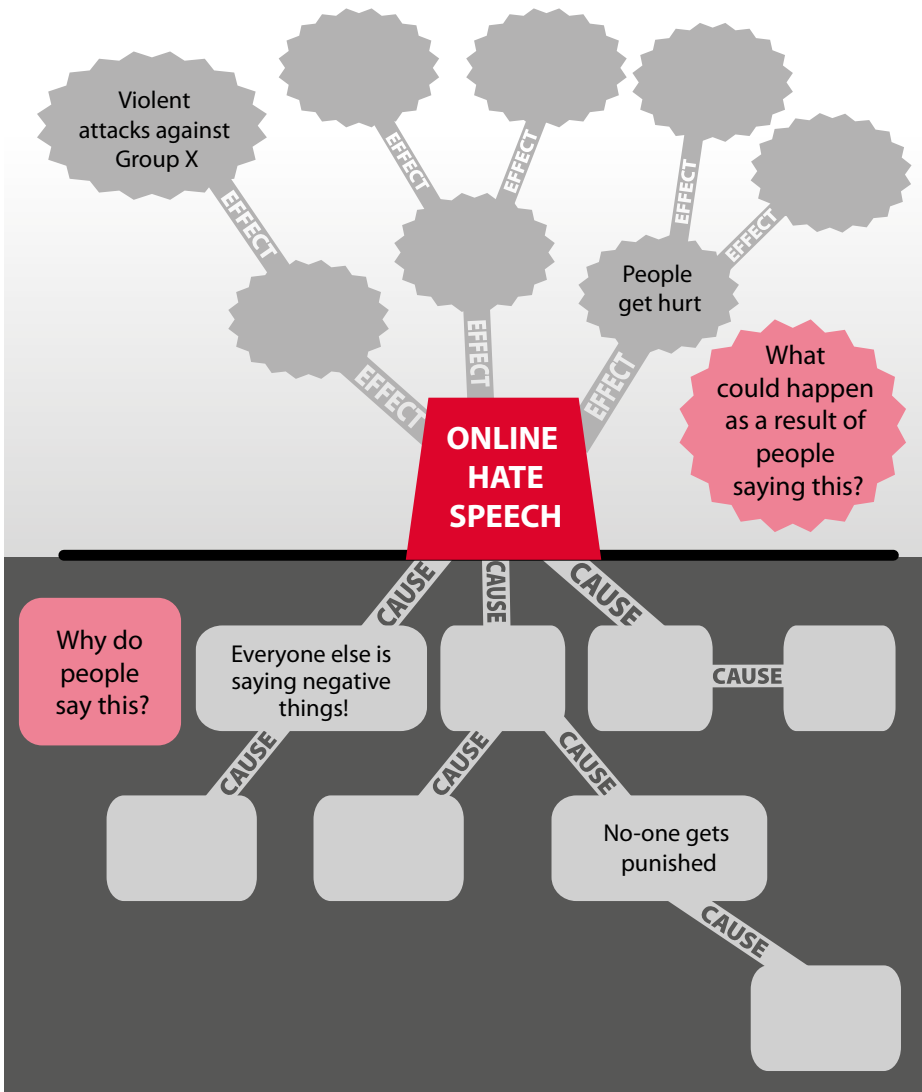 Violent
attacks against
Group X
EFFECT
EFFECT
EFFECT
EFFECT
EFFECT
People
get hurt
EFFECT
EFFECT
EFFECT
What
could happen
as a result of
people
saying this?
ONLINE
HATE
SPEECH
CAUSE
CAUSE
CAUSE
Why do
people
say this?
Everyone else is
saying negative
things!
CAUSE
CAUSE
CAUSE
CAUSE
No-one gets
punished
CAUSE